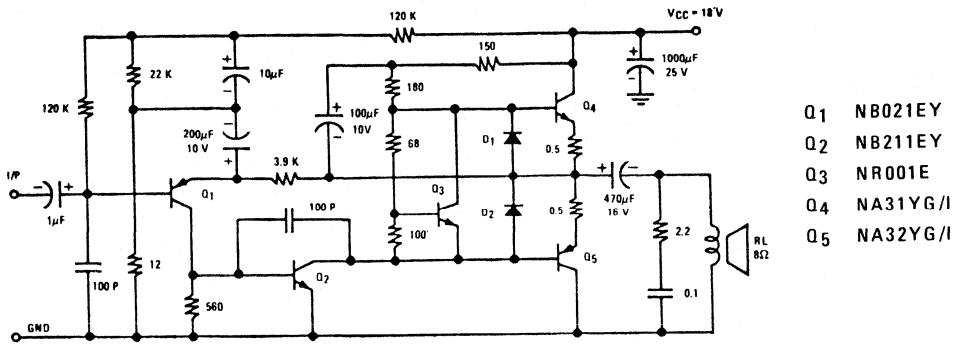 120 K
VCC = 18 V
150
22 K
10µF
180
1000µF
25 V
120K
Q4
200µF
10 V
100µF
10V
68
D1
0.5
Q1 NB021EY
Q2 NB211EY
Q3 NR001E
Q4 NA31YG/I
Q5 NA32YG/I
I/P
1µF
Q1
3.9 K
Q3
470µF
16 V
100 P
100
D2
0.5
2.2
RL
8Ω
100 P
12
Q2
Q5
560
0.1
GND